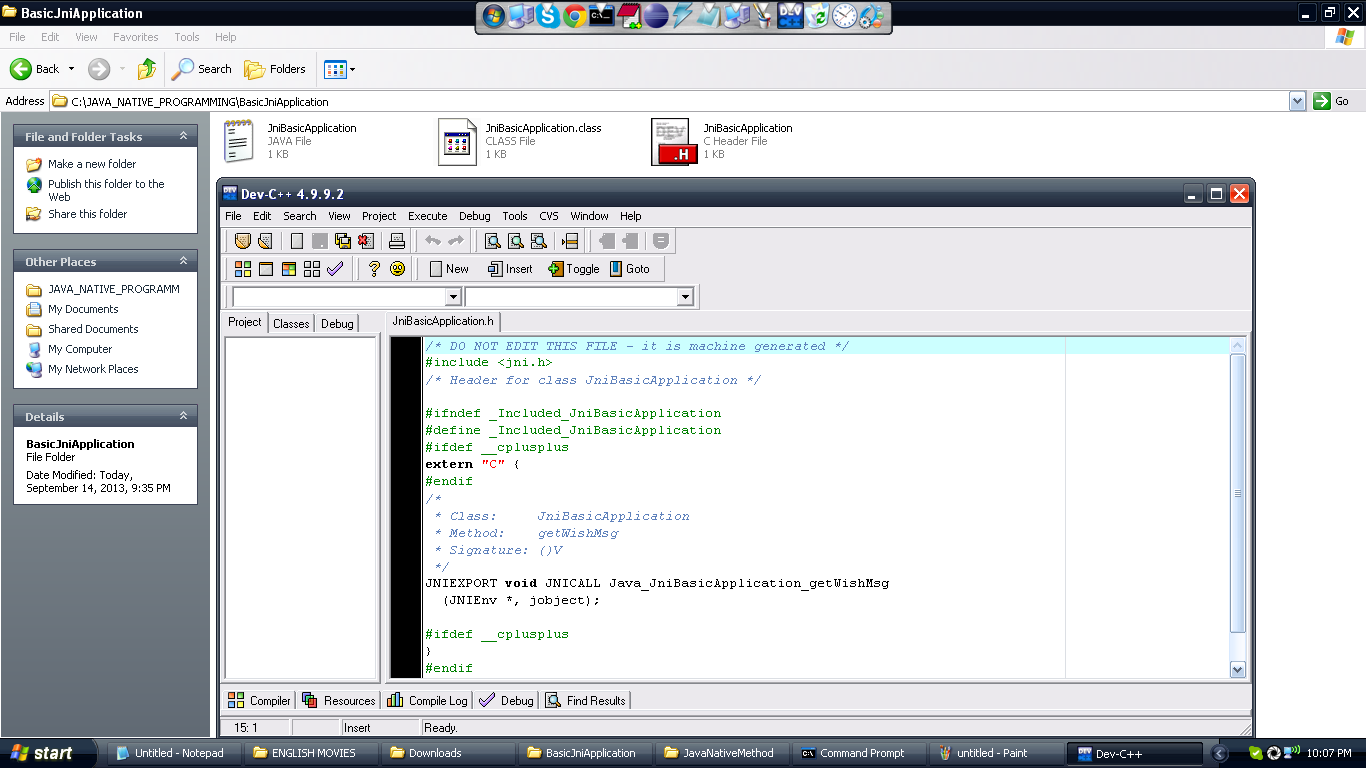 BasicJniApplication
File Edit View Favorites Tools Help
Back Search Folders
Address C:\JAVA_NATIVE_PROGRAMMING\BasicJniApplication Go
File and Folder Tasks
Make a new folder
Publish this folder to the
Web
Share this folder
Other Places
JAVA_NATIVE_PROGRAMM
My Documents
Shared Documents
My Computer
My Network Places
Details
BasicJniApplication
File Folder
Date Modified: Today,
September 14, 2013, 9:35 PM
JniBasicApplication
JAVA File
1 KB
JniBasicApplication.class
CLASS File
1 KB
DEV
.H
JniBasicApplication
C Header File
1 KB
Dev-C++ 4.9.9.2
File Edit Search View Project Execute Debug Tools CVS Window Help
New Insert Toggle Goto
Project Classes Debug
JniBasicApplication.h
/* DO NOT EDIT THIS FILE - it is machine generated */
#include <jni.h>
/* Header for class JniBasicApplication */
#ifndef _Included_JniBasicApplication
#define _Included_JniBasicApplication
#ifdef __cplusplus
extern "C" {
#endif
/*
* Class: JniBasicApplication
* Method: getWishMsg
* Signature: ()V
*/
JNIEXPORT void JNICALL Java_JniBasicApplication_getWishMsg
(JNIEnv *, jobject);
#ifdef __cplusplus
}
#endif
Compiler Resources Compile Log Debug Find Results
15: 1 Insert Ready.
start Untitled - Notepad ENGLISH MOVIES Downloads BasicJniApplication JavaNativeMethod Command Prompt untitled - Paint Dev-C++ 10:07 PM